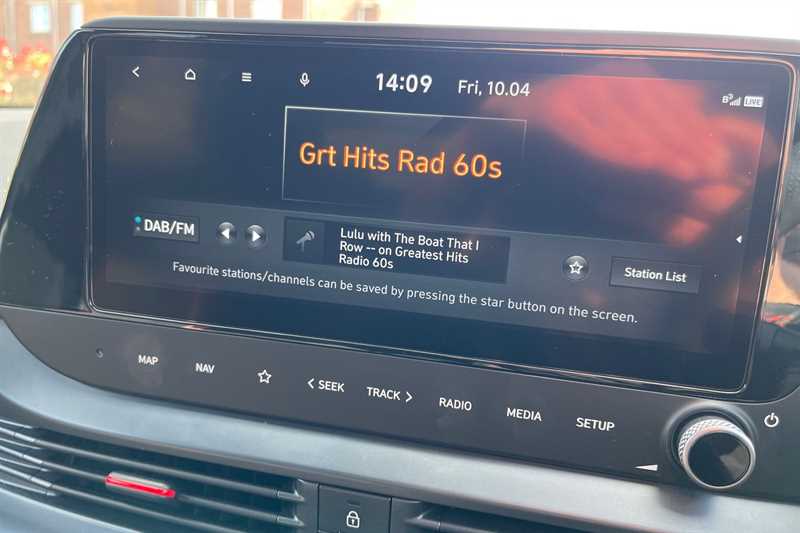 14:09 Fri, 10.04
LIVE
Grt Hits Rad 60s
DAB/FM
Lulu with The Boat That I
Row -- on Greatest Hits
Radio 60s
Station List
Favourite stations/channels can be saved by pressing the star button on the screen.
MAP NAV < SEEK TRACK > RADIO MEDIA SETUP